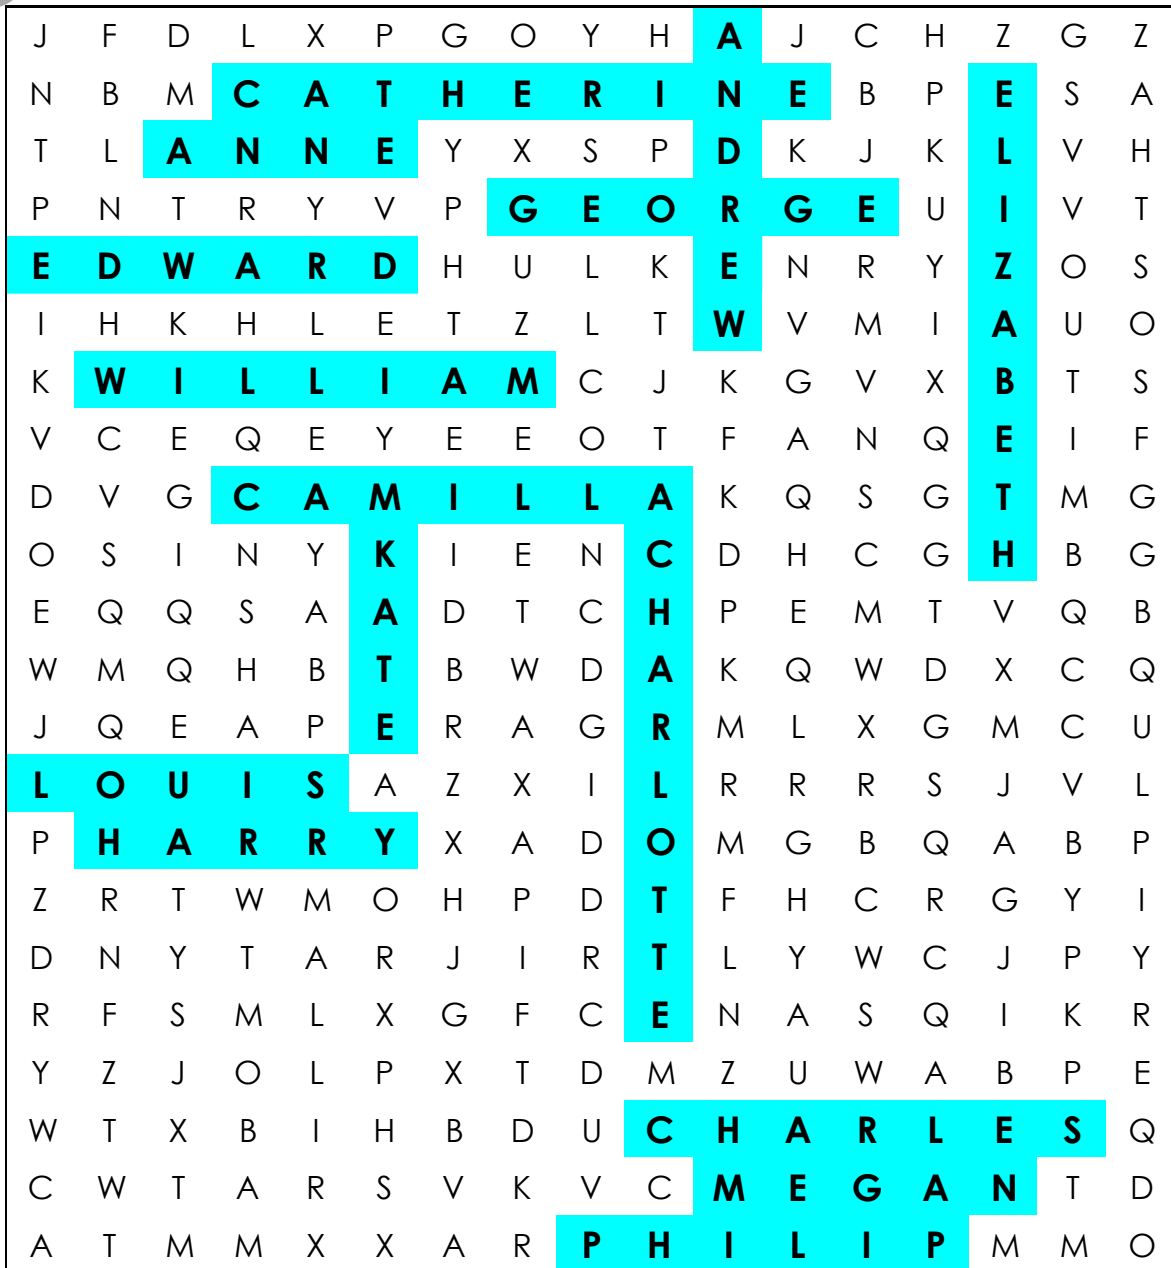 J F D L X P G O Y H A J C H Z G Z
N B M C A T H E R I N E B P E S A
T L A N N E Y X S P D K J K L V H
P N T R Y V P G E O R G E U I V T
E D W A R D H U L K E N R Y Z O S
I H K H L E T Z L T W V M I A U O
K W I L L I A M C J K G V X B T S
V C E Q E Y E E O T F A N Q E I F
D V G C A M I L L A K Q S G T M G
O S I N Y K I E N C D H C G H B G
E Q Q S A A D T C H P E M T V Q B
W M Q H B T B W D A K Q W D X C Q
J Q E A P E R A G R M L X G M C U
L O U I S A Z X I L R R R S J V L
P H A R R Y X A D O M G B Q A B P
Z R T W M O H P D T F H C R G Y I
D N Y T A R J I R T L Y W C J P Y
R F S M L X G F C E N A S Q I K R
Y Z J O L P X T D M Z U W A B P E
W T X B I H B D U C H A R L E S Q
C W T A R S V K V C M E G A N T D
A T M M X X A R P H I L I P M M O